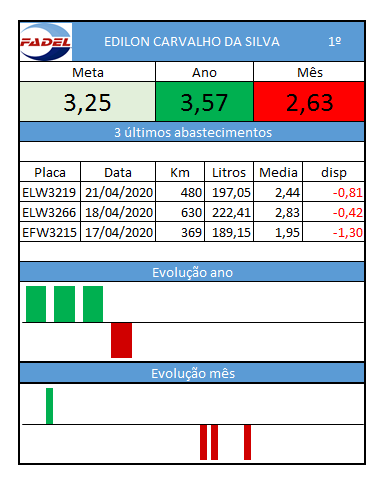 FADEL EDILON CARVALHO DA SILVA 1º
Meta Ano Mês
3,25 3,57 2,63
3 últimos abastecimentos
Placa Data Km Litros Media disp
ELW3219 21/04/2020 480 197,05 2,44 -0,81
ELW3266 18/04/2020 630 222,41 2,83 -0,42
EFW3215 17/04/2020 369 189,15 1,95 -1,30
Evolução ano
Evolução mês